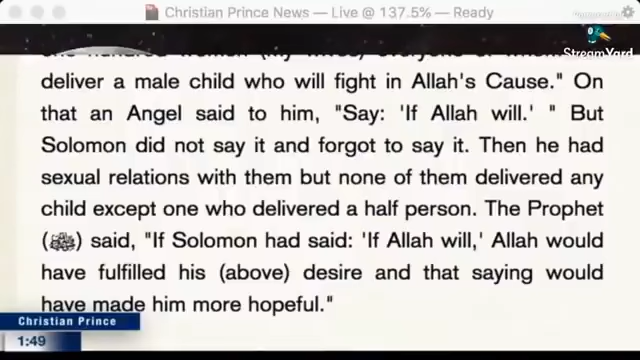 Christian Prince News — Live @ 137.5% — Ready
StreamYard
deliver a male child who will fight in Allah's Cause." On
that an Angel said to him, "Say: 'If Allah will.' " But
Solomon did not say it and forgot to say it. Then he had
sexual relations with them but none of them delivered any
child except one who delivered a half person. The Prophet
(ﷺ) said, "If Solomon had said: 'If Allah will,' Allah would
have fulfilled his (above) desire and that saying would
have made him more hopeful."
Christian Prince
1:49